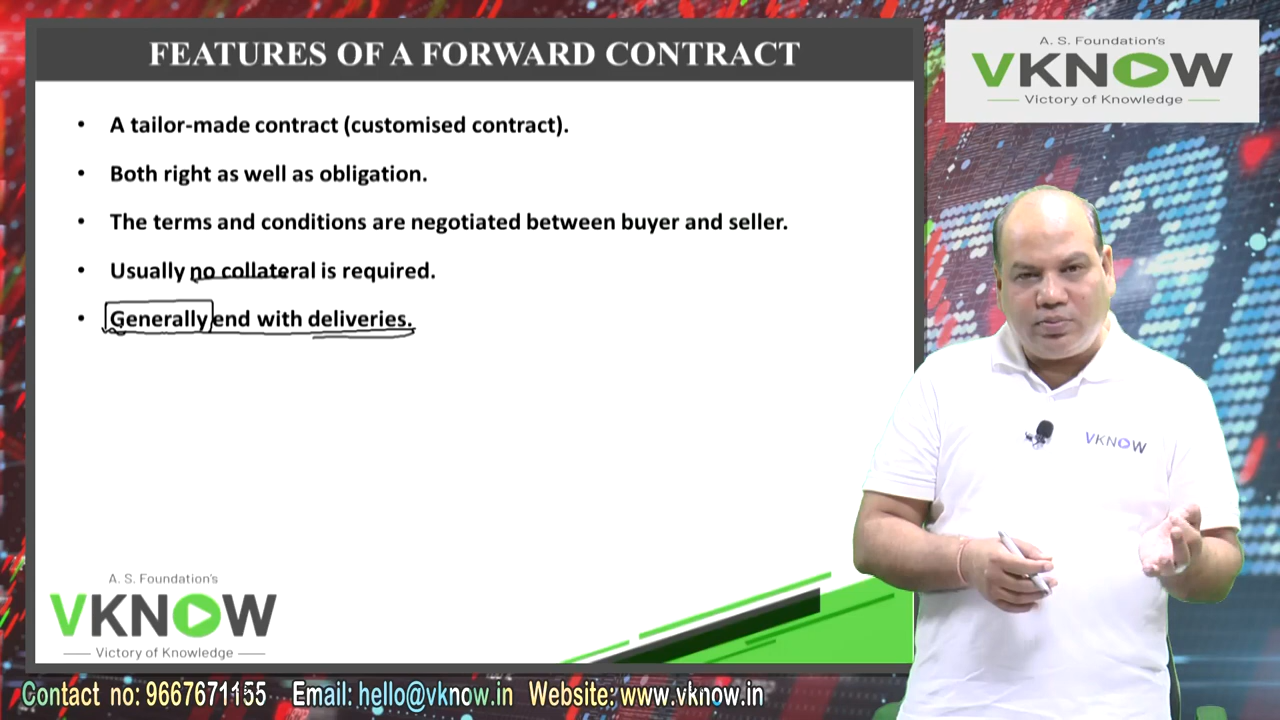 FEATURES OF A FORWARD CONTRACT
A. S. Foundation's
VKNOW
Victory of Knowledge
• A tailor-made contract (customised contract).
• Both right as well as obligation.
• The terms and conditions are negotiated between buyer and seller.
• Usually no collateral is required.
• Generally end with deliveries.
VKNOW
A. S. Foundation's
VKNOW
Victory of Knowledge
Contact no: 9667671155 Email: hello@vknow.in Website: www.vknow.in